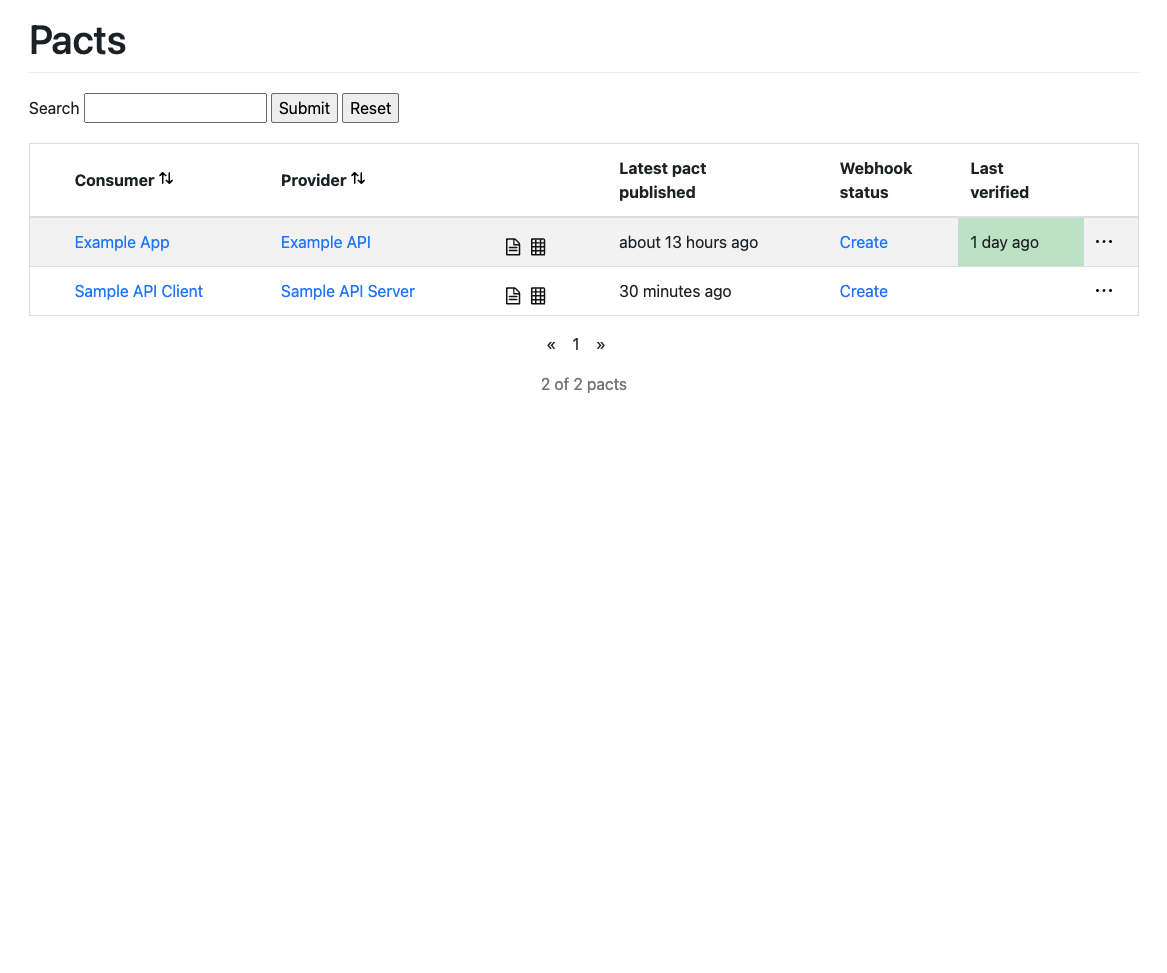 Pacts
Search Submit Reset
Consumer Provider Latest pact published Webhook status Last verified
Example App Example API about 13 hours ago Create 1 day ago ...
Sample API Client Sample API Server 30 minutes ago Create ...
« 1 »
2 of 2 pacts